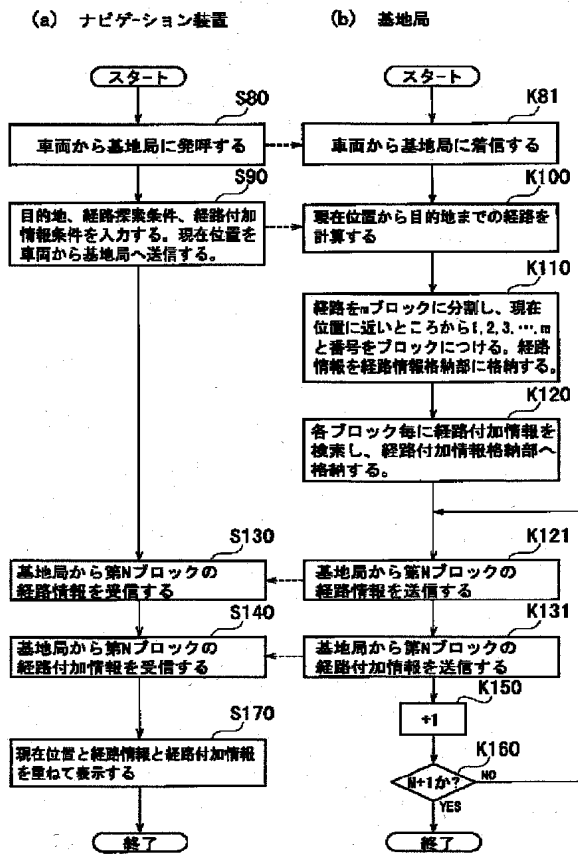 (a) ナビゲーション装置
(b) 基地局
スタート
S80
車両から基地局に発呼する
S90
目的地、経路探索条件、経路付加
情報条件を入力する。現在位置を
車両から基地局へ送信する。
S130
基地局から第Nブロックの
経路情報を受信する
S140
基地局から第Nブロックの
経路付加情報を受信する
S170
現在位置と経路情報と経路付加情報
を重ねて表示する
終了
スタート
K81
車両から基地局に着信する
K100
現在位置から目的地までの経路を
計算する
K110
経路をmブロックに分割し、現在
位置に近いところから1,2,3,…,m
と番号をブロックにつける。経路
情報を経路情報格納部に格納する。
K120
各ブロック毎に経路付加情報を
検索し、経路付加情報格納部へ
格納する。
K121
基地局から第Nブロックの
経路情報を送信する
K131
基地局から第Nブロックの
経路付加情報を送信する
K150
+1
K160
M+1か?
NO
YES
終了